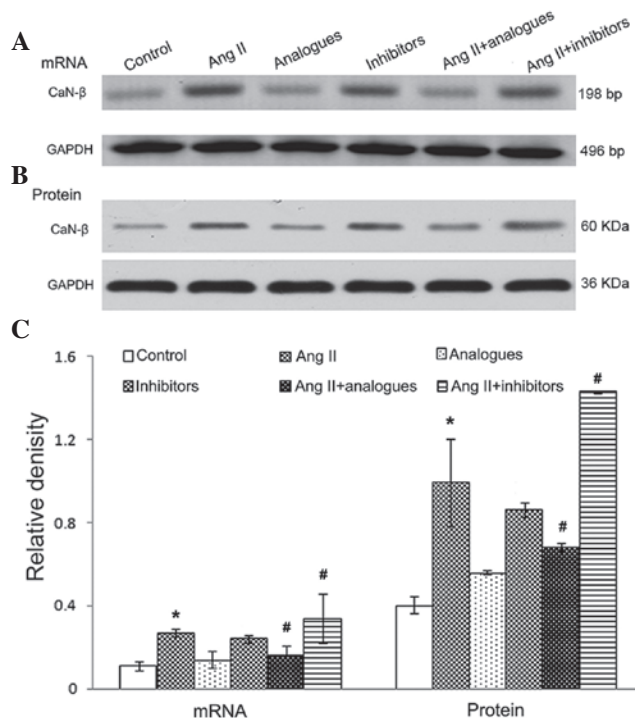 A
mRNA
Control
Ang II
Analogues
Inhibitors
Ang II+analogues
Ang II+inhibitors
CaN-β
198 bp
GAPDH
496 bp
B
Protein
CaN-β
60 KDa
GAPDH
36 KDa
C
Relative denisity
1.6
1.2
0.8
0.4
0
Control
Ang II
Analogues
Inhibitors
Ang II+analogues
Ang II+inhibitors
*
#
#
*
#
#
mRNA
Protein